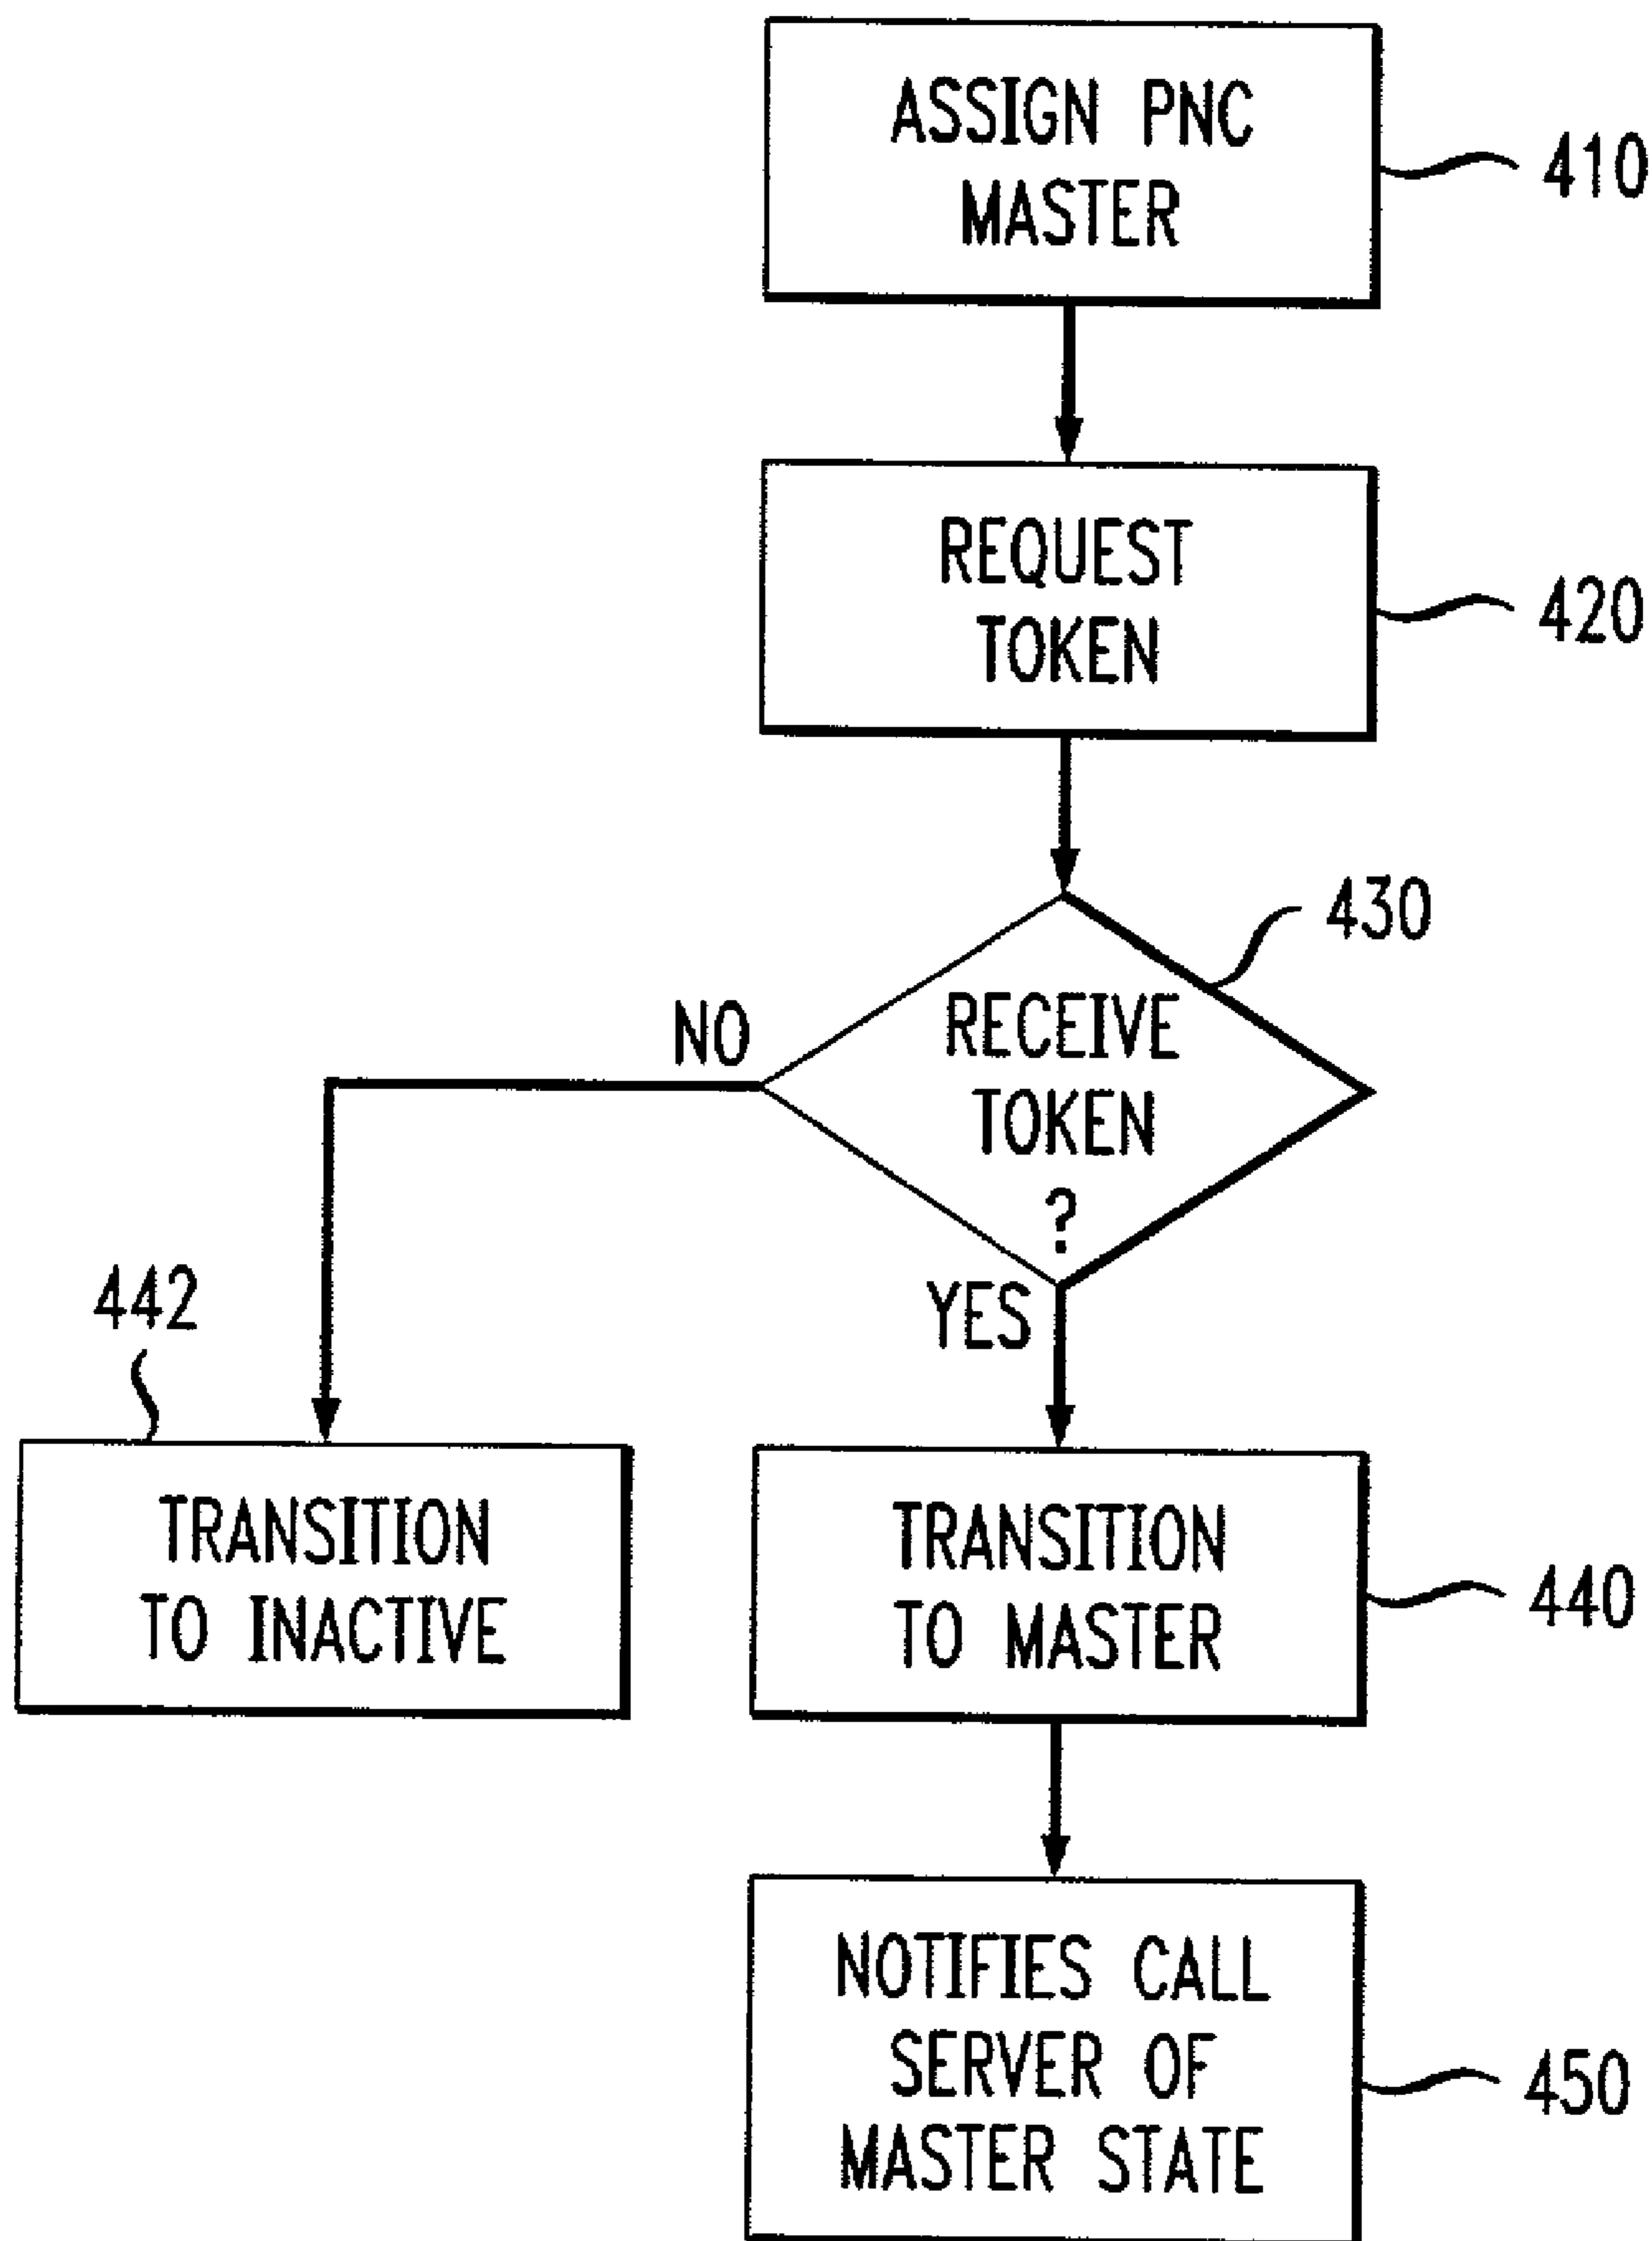 ASSIGN PNC
MASTER
410
REQUEST
TOKEN
420
430
RECEIVE
TOKEN
?
NO
YES
442
TRANSITION
TO INACTIVE
TRANSITION
TO MASTER
440
NOTIFIES CALL
SERVER OF
MASTER STATE
450